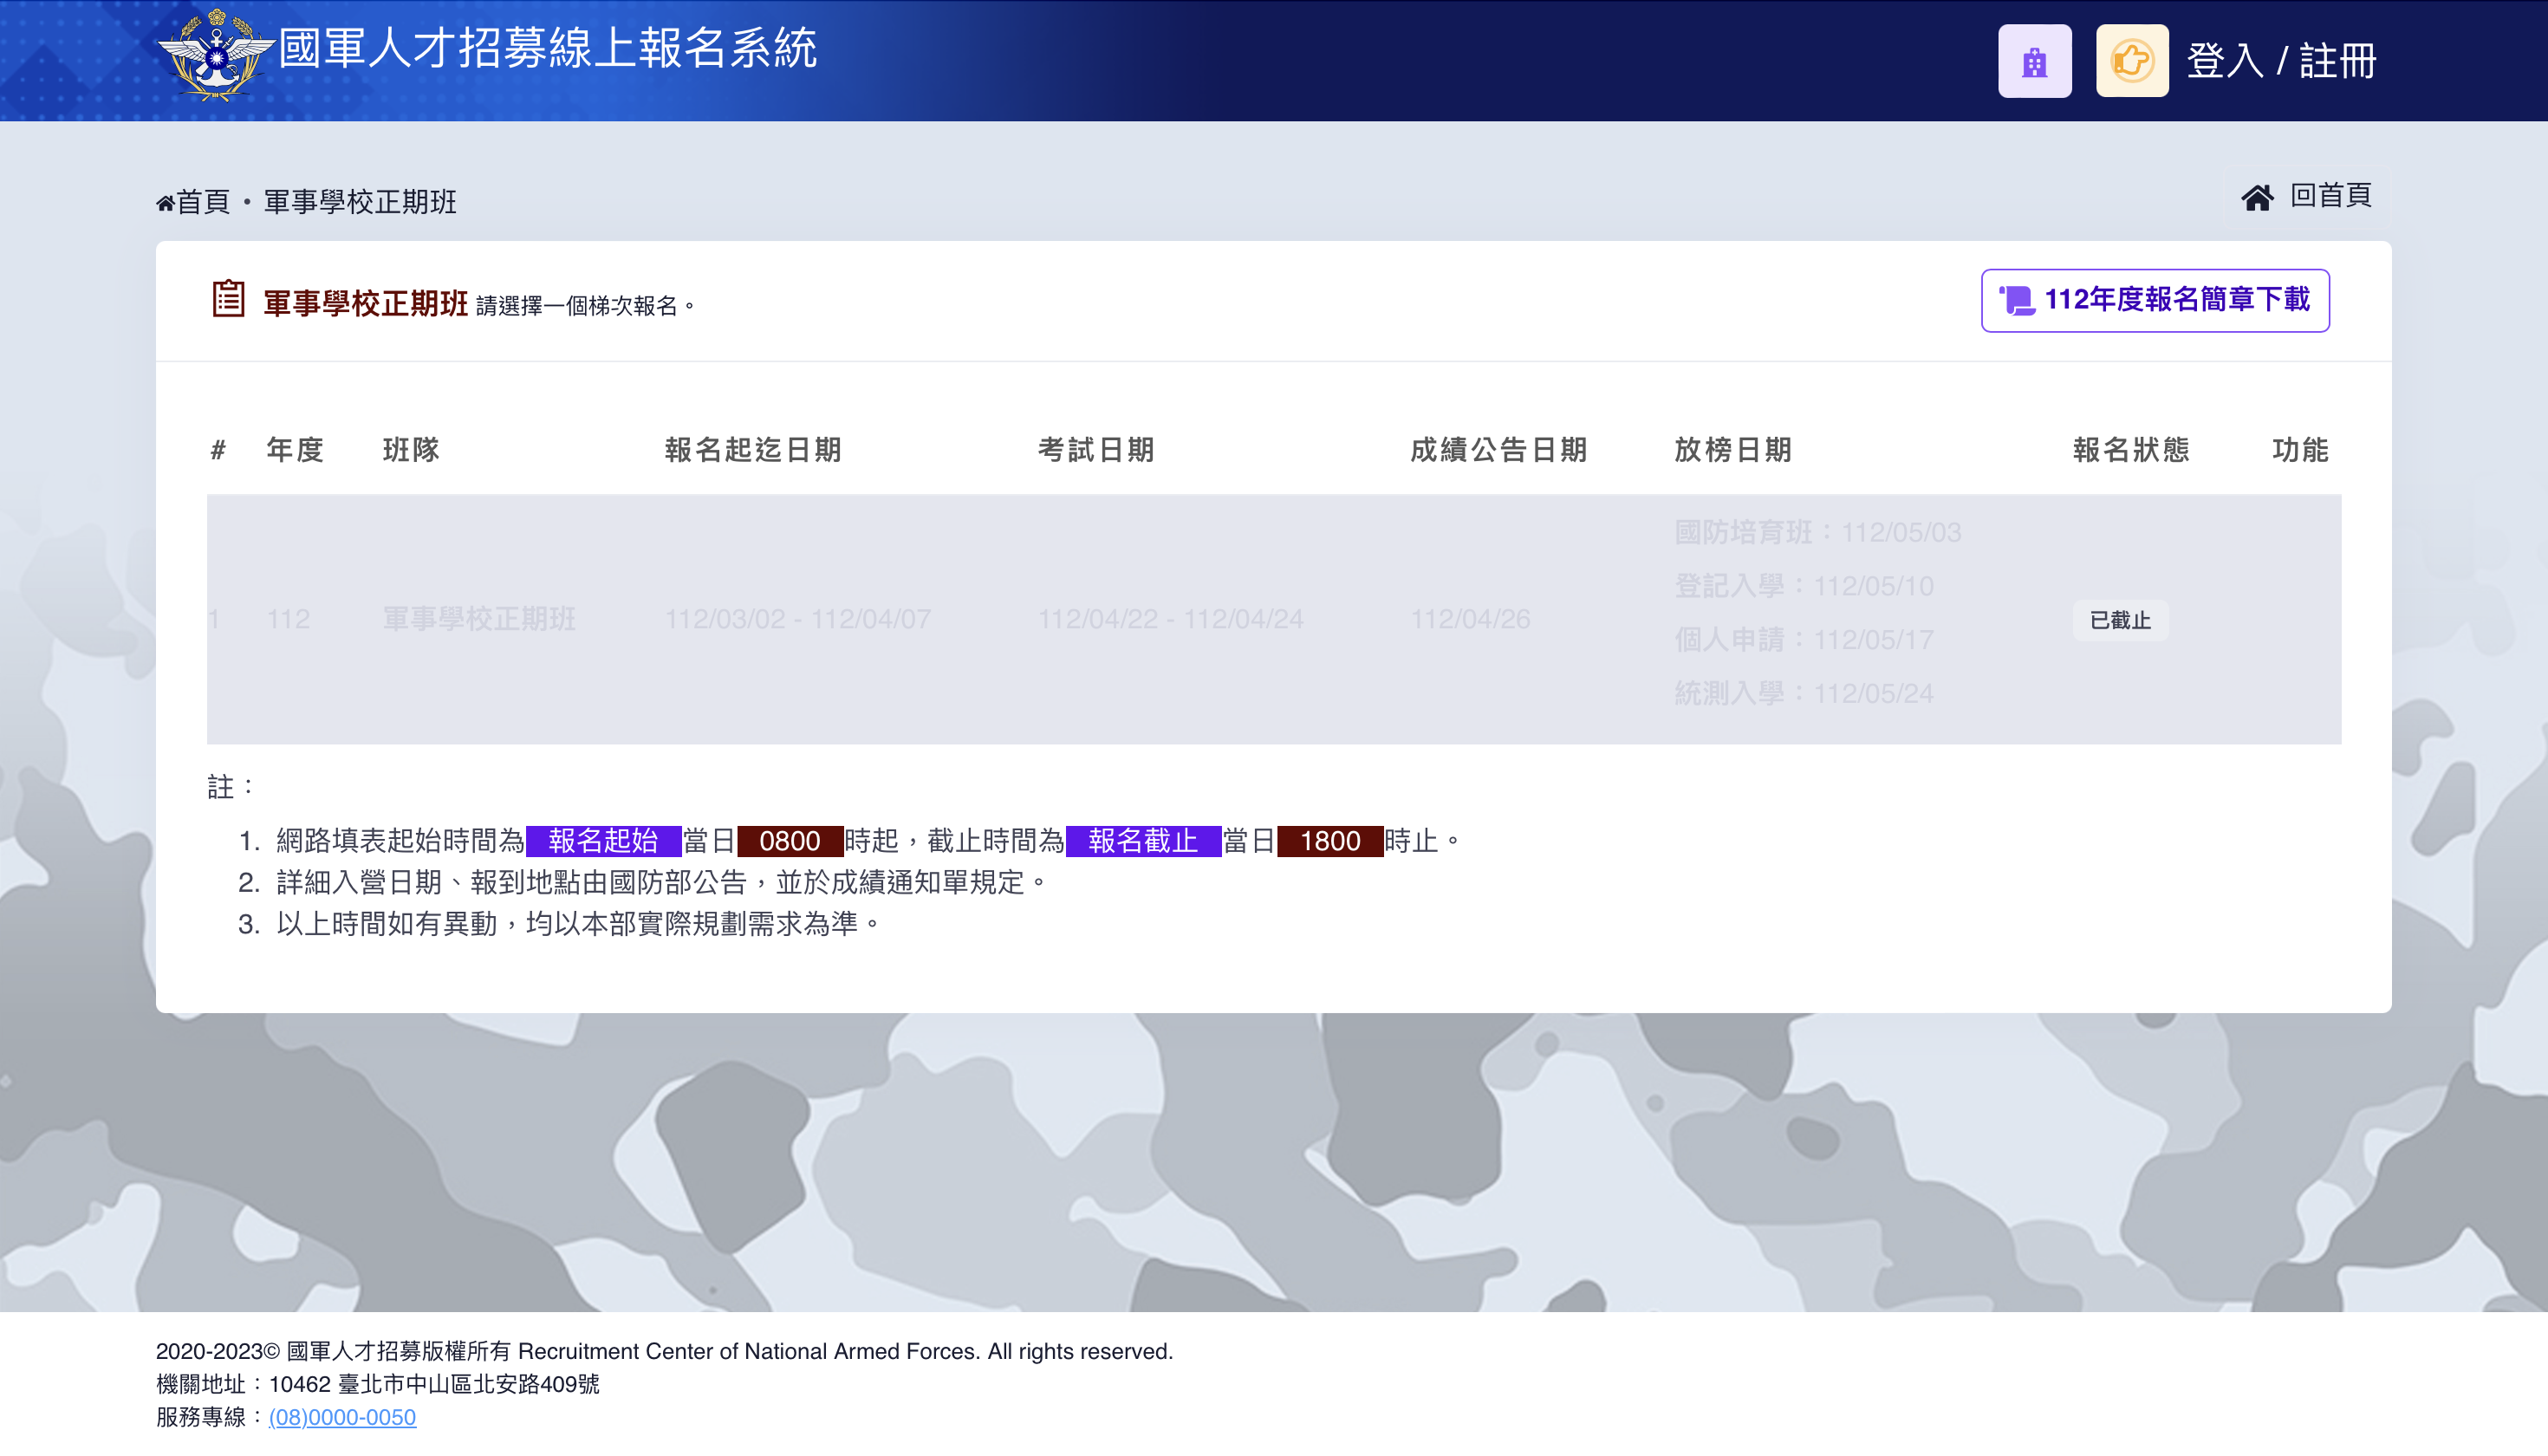 國軍人才招募線上報名系統
登入 / 註冊
首頁 • 軍事學校正期班
回首頁
軍事學校正期班 請選擇一個梯次報名。
112年度報名簡章下載
# 年度 班隊 報名起迄日期 考試日期 成績公告日期 放榜日期 報名狀態 功能
國防培育班：112/05/03
登記入學：112/05/10
1 112 軍事學校正期班 112/03/02 - 112/04/07 112/04/22 - 112/04/24 112/04/26 已截止
個人申請：112/05/17
統測入學：112/05/24
註：
1. 網路填表起始時間為 報名起始 當日 0800 時起，截止時間為 報名截止 當日 1800 時止。
2. 詳細入營日期、報到地點由國防部公告，並於成績通知單規定。
3. 以上時間如有異動，均以本部實際規劃需求為準。
2020-2023© 國軍人才招募版權所有 Recruitment Center of National Armed Forces. All rights reserved.
機關地址：10462 臺北市中山區北安路409號
服務專線：(08)0000-0050